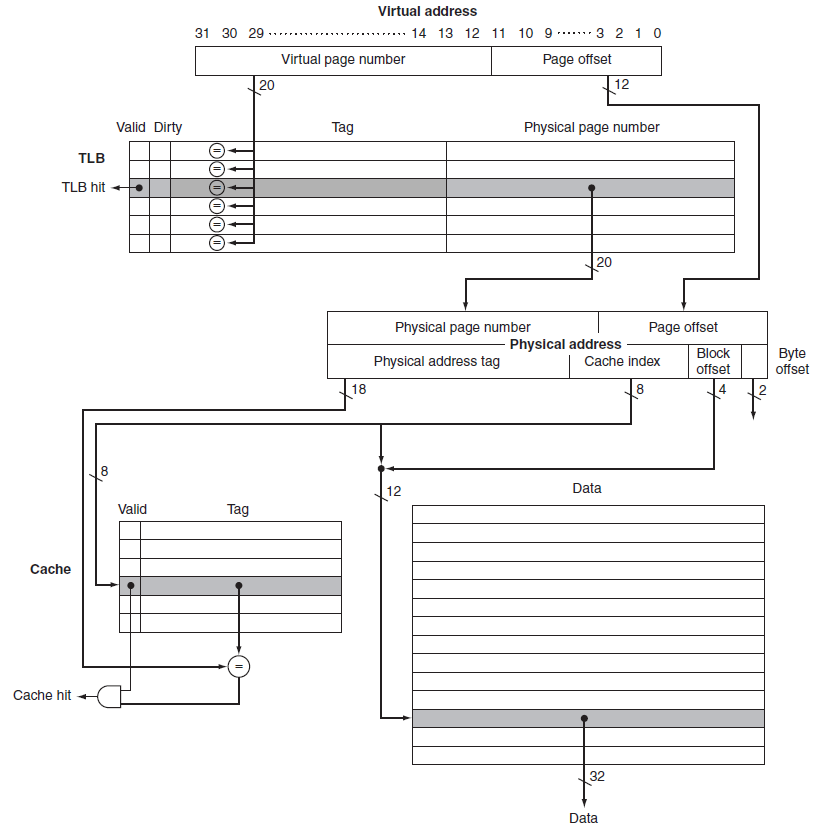 Virtual address
31 30 29 ........................... 14 13 12 11 10 9 ....... 3 2 1 0
Virtual page number Page offset
20 12
Valid Dirty Tag Physical page number
TLB
=
=
TLB hit =
=
=
=
20
Physical page number Page offset
Physical address
Physical address tag Cache index Block offset Byte offset
18 8 4 2
8
12
Data
Valid Tag
Cache
=
Cache hit
32
Data